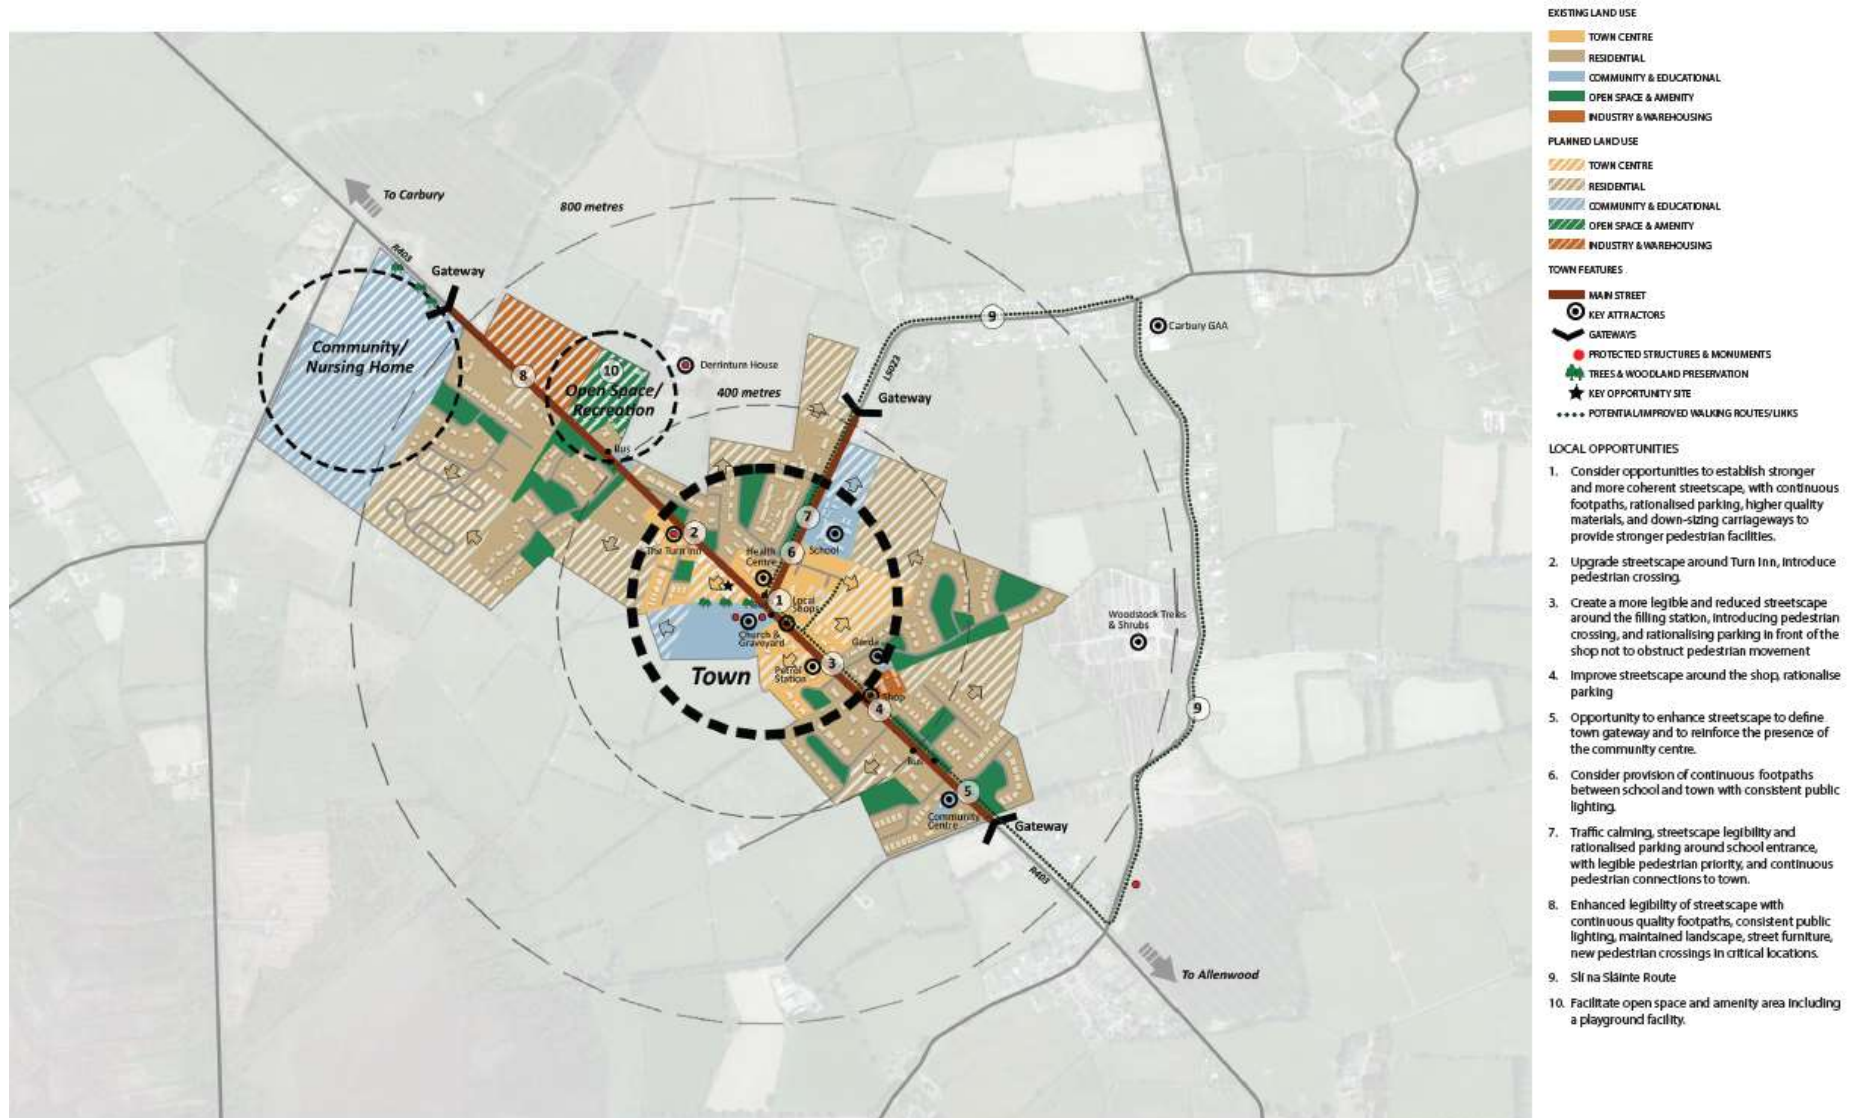 To Carbury
800 metres
R403
Gateway
Community/
Nursing Home
8
10
Open Space/
Recreation
Derrinturn House
400 metres
Bus
L5023
Gateway
9
Carbury GAA
2
The Turn Inn
7
6
Health
Centre
School
1
Local
Shops
Church &
Graveyard
Garda
Petrol
Station
3
Town
Shop
4
Woodstock Trees
& Shrubs
9
Bus
5
Community
Centre
Gateway
R403
To Allenwood
EXISTING LAND USE
TOWN CENTRE
RESIDENTIAL
COMMUNITY & EDUCATIONAL
OPEN SPACE & AMENITY
INDUSTRY & WAREHOUSING
PLANNED LAND USE
TOWN CENTRE
RESIDENTIAL
COMMUNITY & EDUCATIONAL
OPEN SPACE & AMENITY
INDUSTRY & WAREHOUSING
TOWN FEATURES
MAIN STREET
KEY ATTRACTORS
GATEWAYS
PROTECTED STRUCTURES & MONUMENTS
TREES & WOODLAND PRESERVATION
KEY OPPORTUNITY SITE
POTENTIAL/IMPROVED WALKING ROUTES/LINKS
LOCAL OPPORTUNITIES
1. Consider opportunities to establish stronger
and more coherent streetscape, with continuous
footpaths, rationalised parking, higher quality
materials, and down-sizing carriageways to
provide stronger pedestrian facilities.
2. Upgrade streetscape around Turn Inn, introduce
pedestrian crossing.
3. Create a more legible and reduced streetscape
around the filling station, introducing pedestrian
crossing, and rationalising parking in front of the
shop not to obstruct pedestrian movement
4. Improve streetscape around the shop, rationalise
parking
5. Opportunity to enhance streetscape to define
town gateway and to reinforce the presence of
the community centre.
6. Consider provision of continuous footpaths
between school and town with consistent public
lighting.
7. Traffic calming, streetscape legibility and
rationalised parking around school entrance,
with legible pedestrian priority, and continuous
pedestrian connections to town.
8. Enhanced legibility of streetscape with
continuous quality footpaths, consistent public
lighting, maintained landscape, street furniture,
new pedestrian crossings in critical locations.
9. Slí na Sláinte Route
10. Facilitate open space and amenity area including
a playground facility.